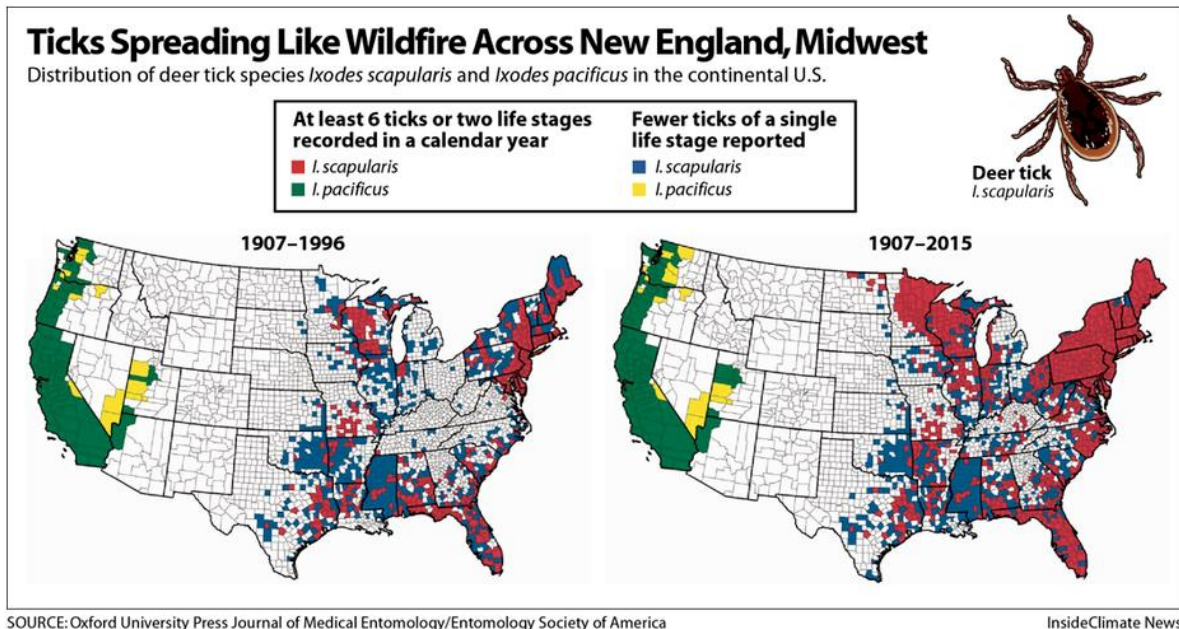 Ticks Spreading Like Wildfire Across New England, Midwest
Distribution of deer tick species Ixodes scapularis and Ixodes pacificus in the continental U.S.
At least 6 ticks or two life stages
recorded in a calendar year
I. scapularis
I. pacificus
Fewer ticks of a single
life stage reported
I. scapularis
I. pacificus
Deer tick
I. scapularis
1907–1996
1907–2015
SOURCE: Oxford University Press Journal of Medical Entomology/Entomology Society of America
InsideClimate News